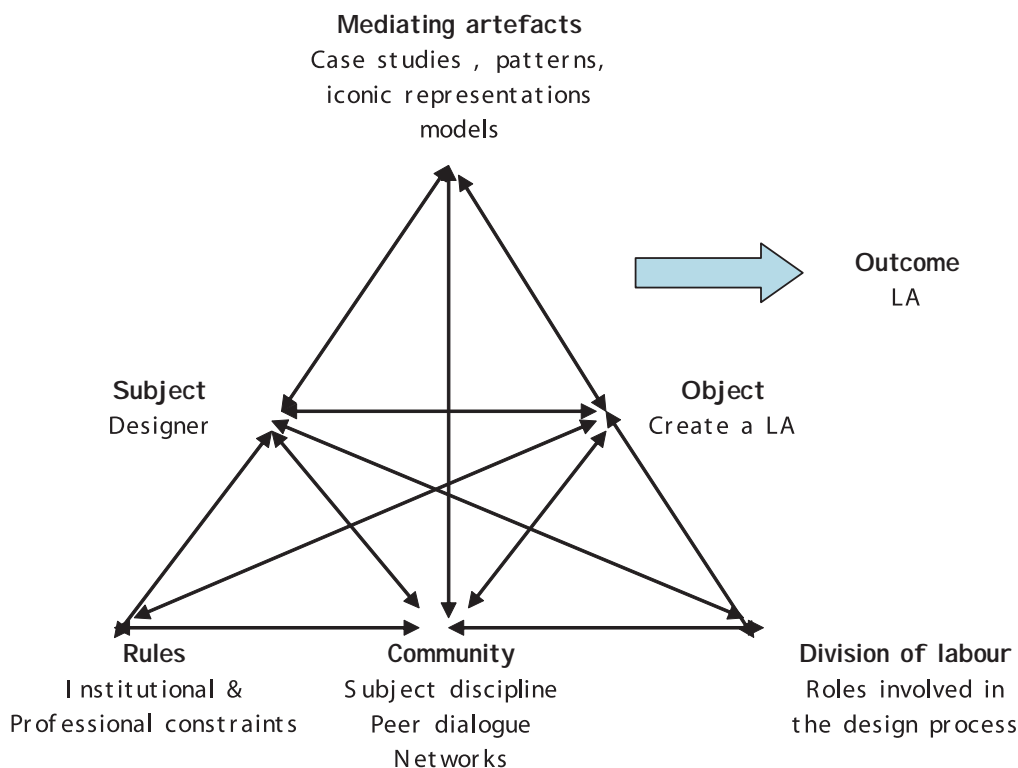 Mediating artefacts
Case studies , patterns,
iconic representations
models
Outcome
LA
Subject
Designer
Object
Create a LA
Rules
Institutional &
Professional constraints
Community
Subject discipline
Peer dialogue
Networks
Division of labour
Roles involved in
the design process